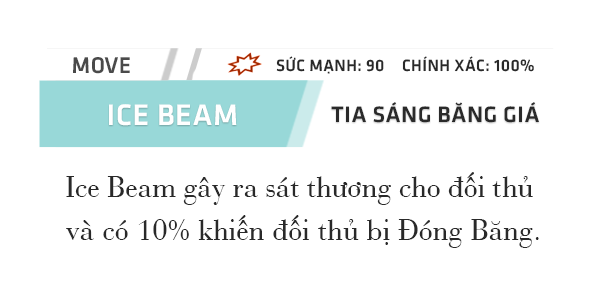 MOVE SỨC MẠNH: 90 CHÍNH XÁC: 100%
ICE BEAM TIA SÁNG BĂNG GIÁ
Ice Beam gây ra sát thương cho đối thủ
và có 10% khiến đối thủ bị Đóng Băng.